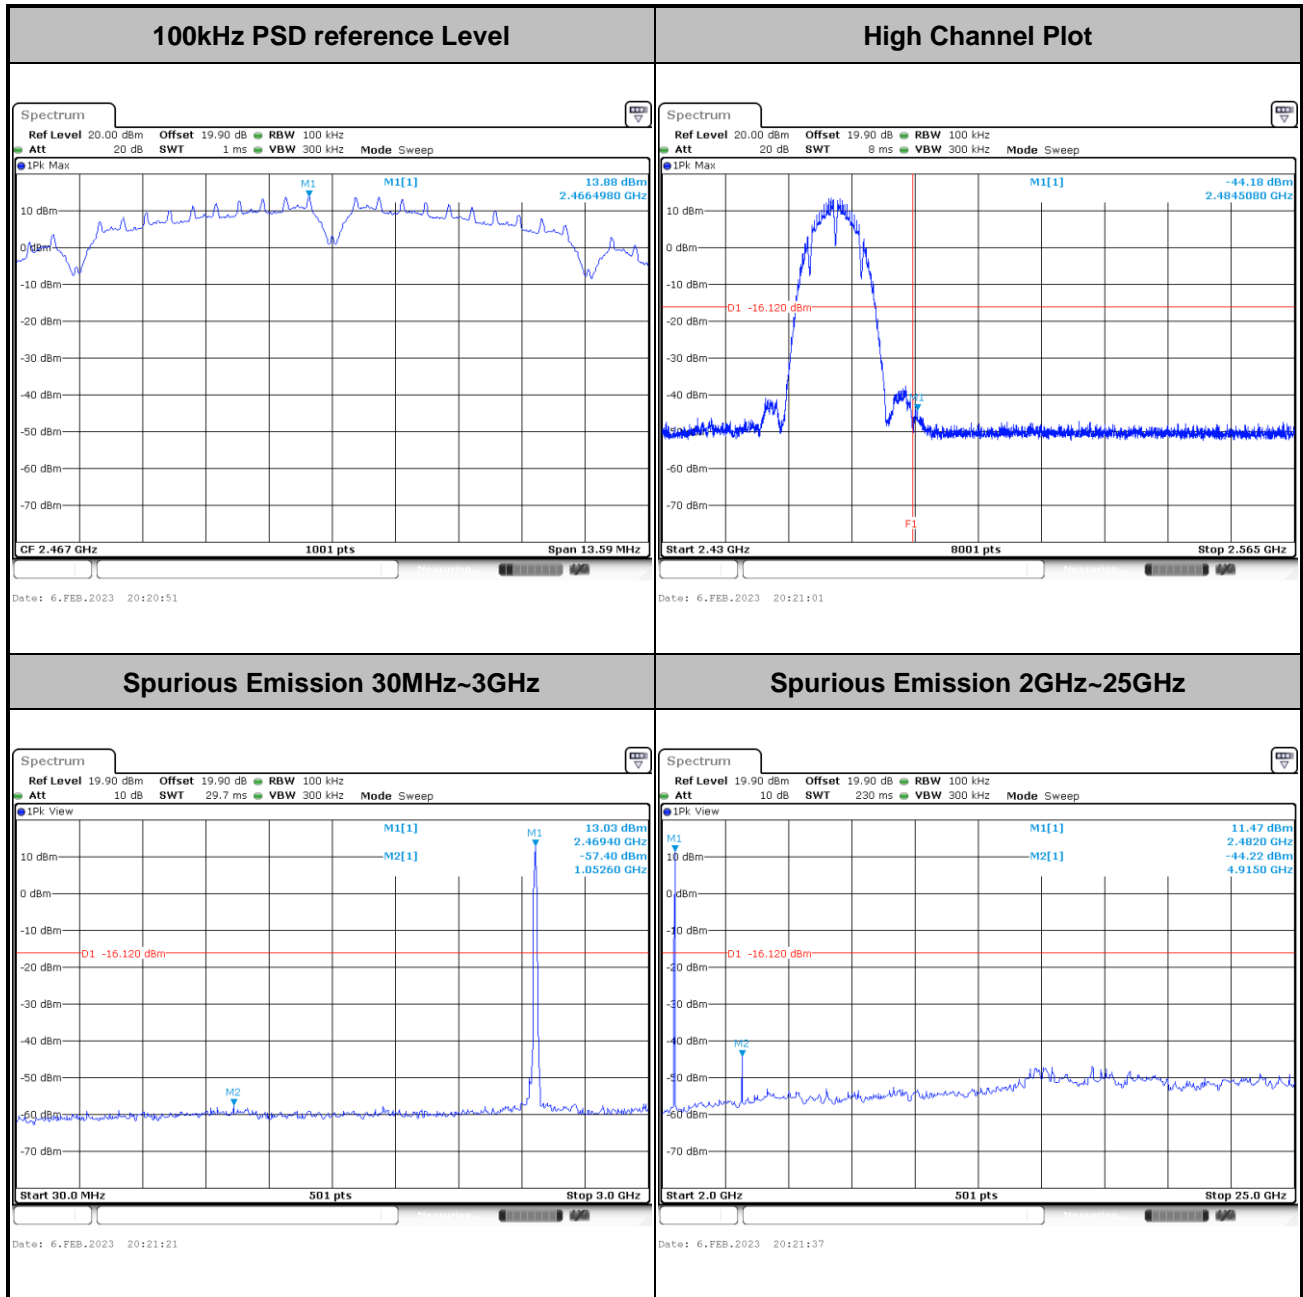 100kHz PSD reference Level
High Channel Plot
Spectrum
Ref Level 20.00 dBm Offset 19.90 dB RBW 100 kHz
Att 20 dB SWT 1 ms VBW 300 kHz Mode Sweep
1Pk Max
M1[1] 13.88 dBm
2.4664980 GHz
M1
10 dBm
0 dBm
-10 dBm
-20 dBm
-30 dBm
-40 dBm
-50 dBm
-60 dBm
-70 dBm
CF 2.467 GHz 1001 pts Span 13.59 MHz
Measuring
Date: 6.FEB.2023 20:20:51
Spectrum
Ref Level 20.00 dBm Offset 19.90 dB RBW 100 kHz
Att 20 dB SWT 8 ms VBW 300 kHz Mode Sweep
1Pk Max
M1[1] -44.18 dBm
2.4845080 GHz
10 dBm
0 dBm
-10 dBm
D1 -16.120 dBm
-20 dBm
-30 dBm
-40 dBm
M1
-50 dBm
-60 dBm
-70 dBm
F1
Start 2.43 GHz 8001 pts Stop 2.565 GHz
Measuring
Date: 6.FEB.2023 20:21:01
Spurious Emission 30MHz~3GHz
Spurious Emission 2GHz~25GHz
Spectrum
Ref Level 19.90 dBm Offset 19.90 dB RBW 100 kHz
Att 10 dB SWT 29.7 ms VBW 300 kHz Mode Sweep
1Pk View
M1[1] 13.03 dBm
2.46940 GHz
M2[1] -57.40 dBm
1.05260 GHz
M1
10 dBm
0 dBm
-10 dBm
D1 -16.120 dBm
-20 dBm
-30 dBm
-40 dBm
-50 dBm
M2
-60 dBm
-70 dBm
Start 30.0 MHz 501 pts Stop 3.0 GHz
Measuring
Date: 6.FEB.2023 20:21:21
Spectrum
Ref Level 19.90 dBm Offset 19.90 dB RBW 100 kHz
Att 10 dB SWT 230 ms VBW 300 kHz Mode Sweep
1Pk View
M1[1] 11.47 dBm
2.4820 GHz
M2[1] -44.22 dBm
4.9150 GHz
M1
10 dBm
0 dBm
-10 dBm
D1 -16.120 dBm
-20 dBm
-30 dBm
-40 dBm
M2
-50 dBm
-60 dBm
-70 dBm
Start 2.0 GHz 501 pts Stop 25.0 GHz
Measuring
Date: 6.FEB.2023 20:21:37